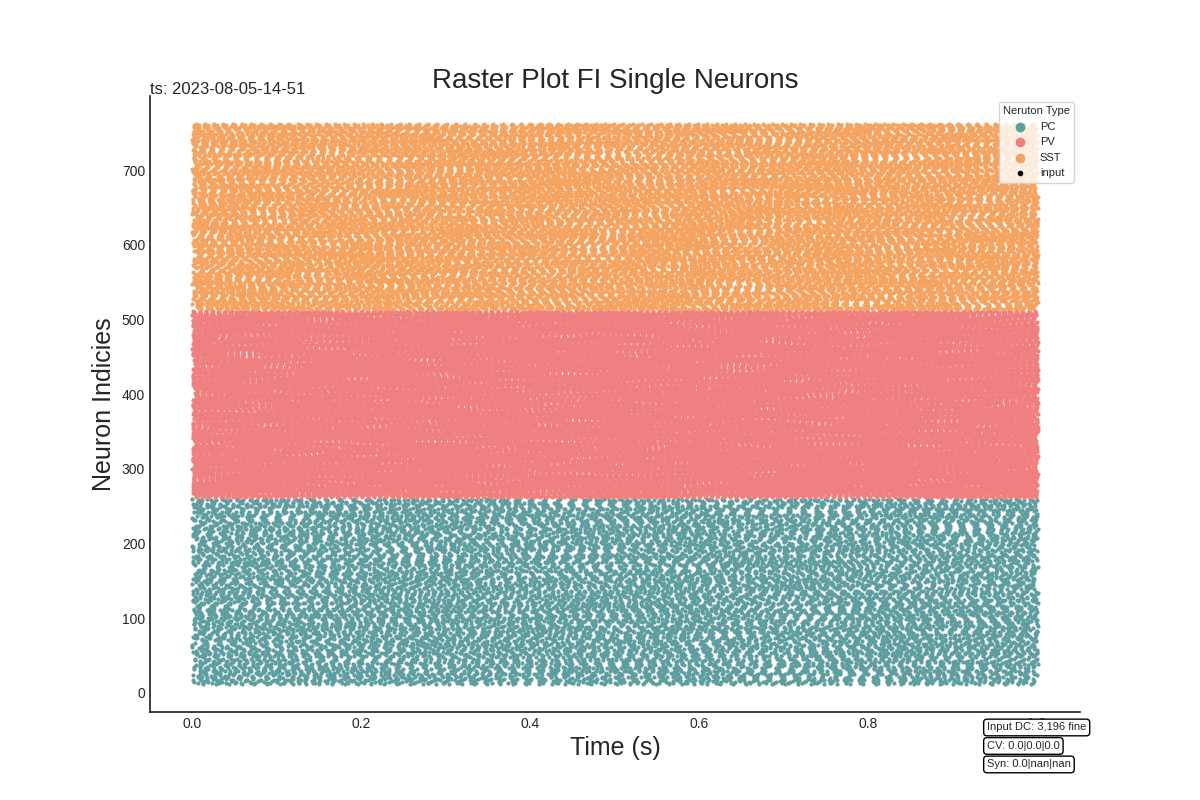 Raster Plot FI Single Neurons
ts: 2023-08-05-14-51
Neruton Type
PC
PV
SST
input
Neuron Indicies
700
600
500
400
300
200
100
0
0.0
0.2
0.4
0.6
0.8
Time (s)
Input DC: 3,196 fine
CV: 0.0|0.0|0.0
Syn: 0.0|nan|nan